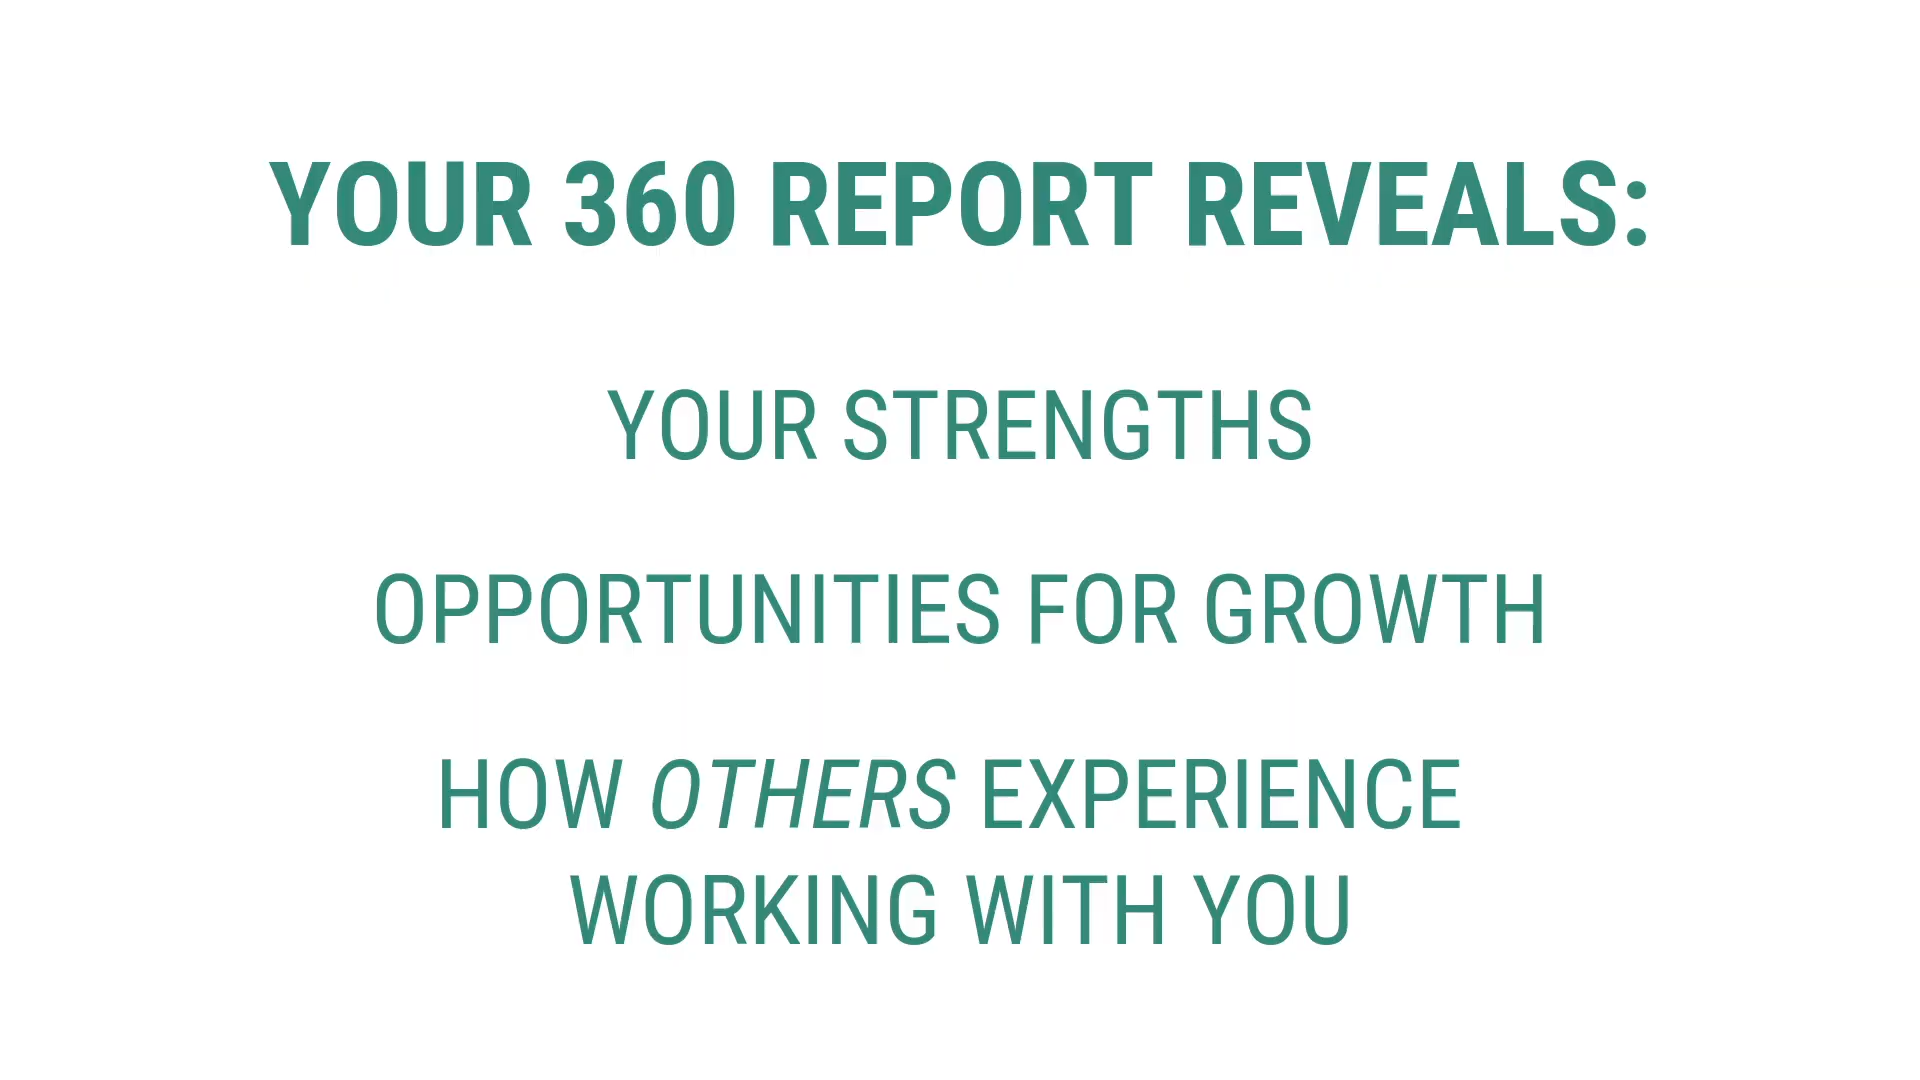 YOUR 360 REPORT REVEALS:
YOUR STRENGTHS
OPPORTUNITIES FOR GROWTH
HOW OTHERS EXPERIENCE
WORKING WITH YOU